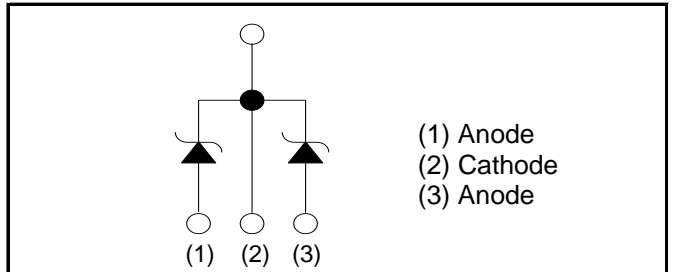 (1) Anode
(2) Cathode
(3) Anode
(1) (2) (3)